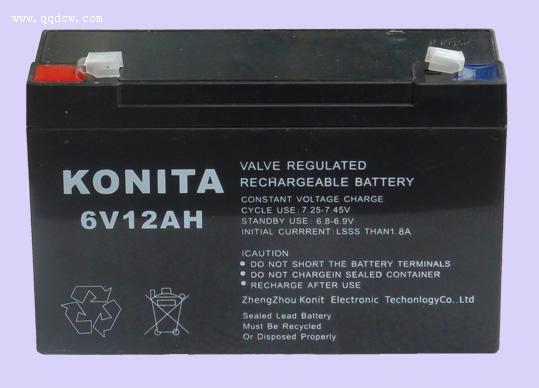 www.qqdcw.com
KONITA
6V12AH
VALVE REGULATED
RECHARGEABLE BATTERY
CONSTANT VOLTAGE CHARGE
CYCLE USE: 7.25-7.45V
STANDBY USE: 6.8-6.9V
INITIAL CURRRENT: LSSS THAN1.8A
ICAUTION
● DO NOT SHORT THE BATTERY TERMINALS
● DO NOT CHARGEIN SEALED CONTAINER
● RECHARGE AFTER USE
ZhengZhou Konit Electronic TechonlogyCo.,Ltd
Sealed Lead Battery
Must Be Recycled
Or Disposed Properly